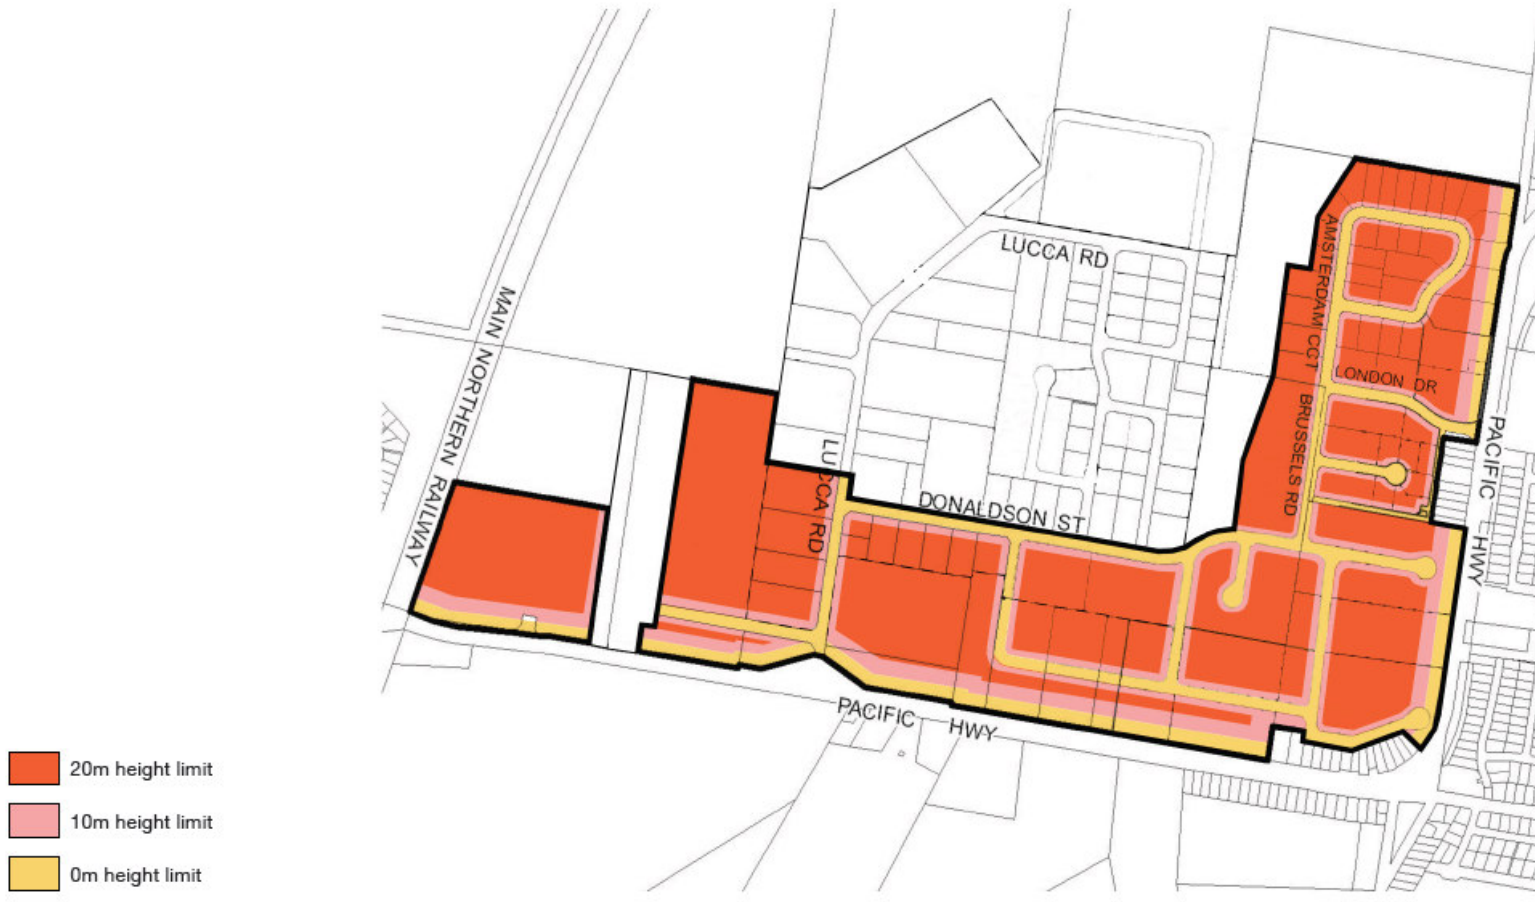 LUCCA RD
AMSTERDAM CCT
MAIN NORTHERN RAILWAY
LONDON DR
BRUSSELS RD
PACIFIC HWY
LUCCA RD
DONALDSON ST
PACIFIC HWY
20m height limit
10m height limit
0m height limit